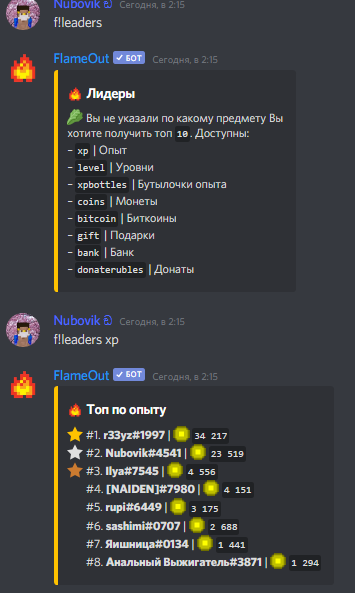 Nubovik Сегодня, в 2:15
f!leaders
FlameOut БОТ Сегодня, в 2:15
Лидеры
Вы не указали по какому предмету Вы
хотите получить топ 10. Доступны:
- xp | Опыт
- level | Уровни
- xpbottles | Бутылочки опыта
- coins | Монеты
- bitcoin | Биткоины
- gift | Подарки
- bank | Банк
- donaterubles | Донаты
Nubovik Сегодня, в 2:15
f!leaders xp
FlameOut БОТ Сегодня, в 2:15
Топ по опыту
#1. r33yz#1997 | 34 217
#2. Nubovik#4541 | 23 519
#3. Ilya#7545 | 4 556
#4. [NAIDEN]#7980 | 4 151
#5. rupi#6449 | 3 175
#6. sashimi#0707 | 2 688
#7. Яишница#0134 | 1 441
#8. Анальный Выжигатель#3871 | 1 294